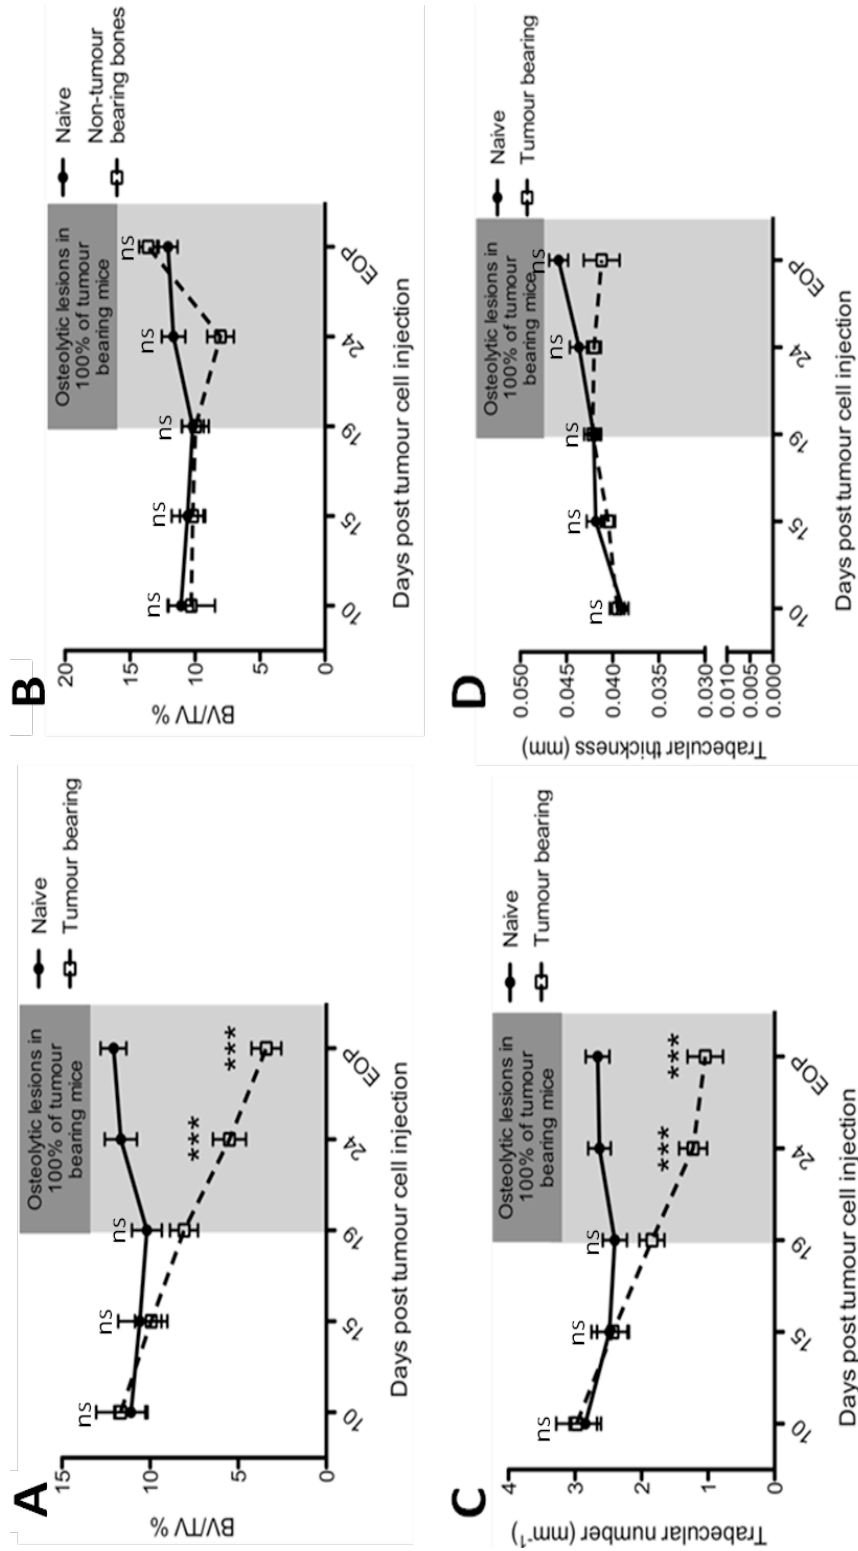 A
BV/TV %
15
10
5
0
Osteolytic lesions in
100% of tumour
bearing mice
ns
ns
ns
***
***
10
15
19
24
EOP
Days post tumour cell injection
Naive
Tumour bearing
B
BV/TV %
20
15
10
5
0
Osteolytic lesions in
100% of tumour
bearing mice
ns
ns
ns
ns
ns
10
15
19
24
EOP
Days post tumour cell injection
Naive
Non-tumour
bearing bones
C
Trabecular number (mm⁻¹)
4
3
2
1
0
Osteolytic lesions in
100% of tumour
bearing mice
ns
ns
ns
***
***
10
15
19
24
EOP
Days post tumour cell injection
Naive
Tumour bearing
D
Trabecular thickness (mm)
0.050
0.045
0.040
0.035
0.030
0.010
0.005
0.000
Osteolytic lesions in
100% of tumour
bearing mice
ns
ns
ns
ns
ns
10
15
19
24
EOP
Days post tumour cell injection
Naive
Tumour bearing